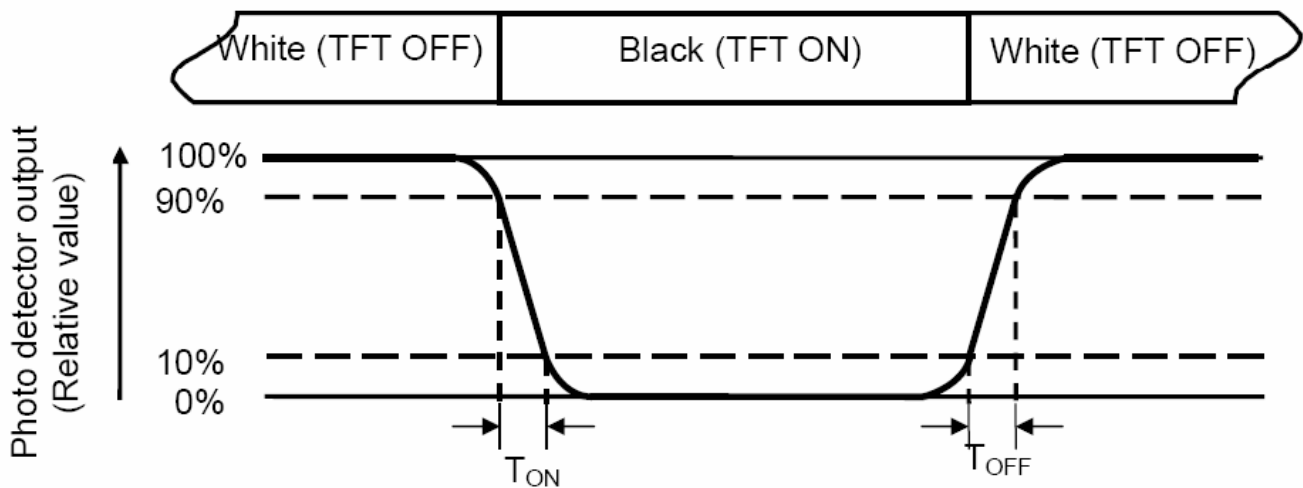 White (TFT OFF)
Black (TFT ON)
White (TFT OFF)
Photo detector output
(Relative value)
100%
90%
10%
0%
TON
TOFF